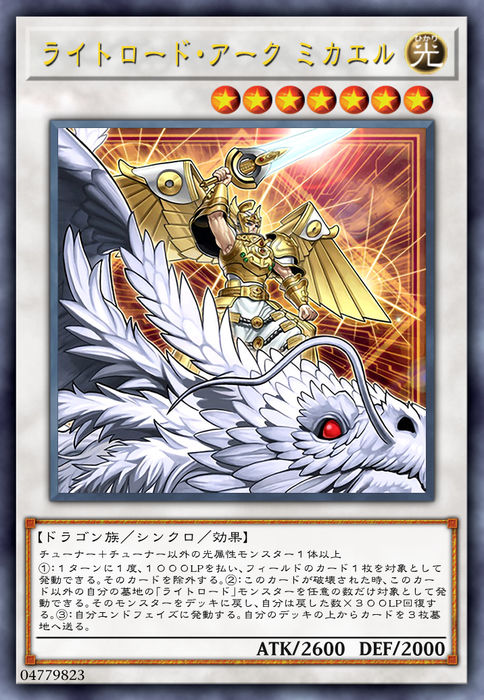 ライトロード・アーク ミカエル
ひかり
光
【ドラゴン族／シンクロ／効果】
チューナー＋チューナー以外の光属性モンスター１体以上
①：１ターンに１度、１０００LPを払い、フィールドのカード１枚を対象として
発動できる。そのカードを除外する。②：このカードが破壊された時、このカー
ド以外の自分の墓地の「ライトロード」モンスターを任意の数だけ対象として発
動できる。そのモンスターをデッキに戻し、自分は戻した数×３００LP回復す
る。③：自分エンドフェイズに発動する。自分のデッキの上からカードを３枚墓
地へ送る。
ATK/2600 DEF/2000
04779823